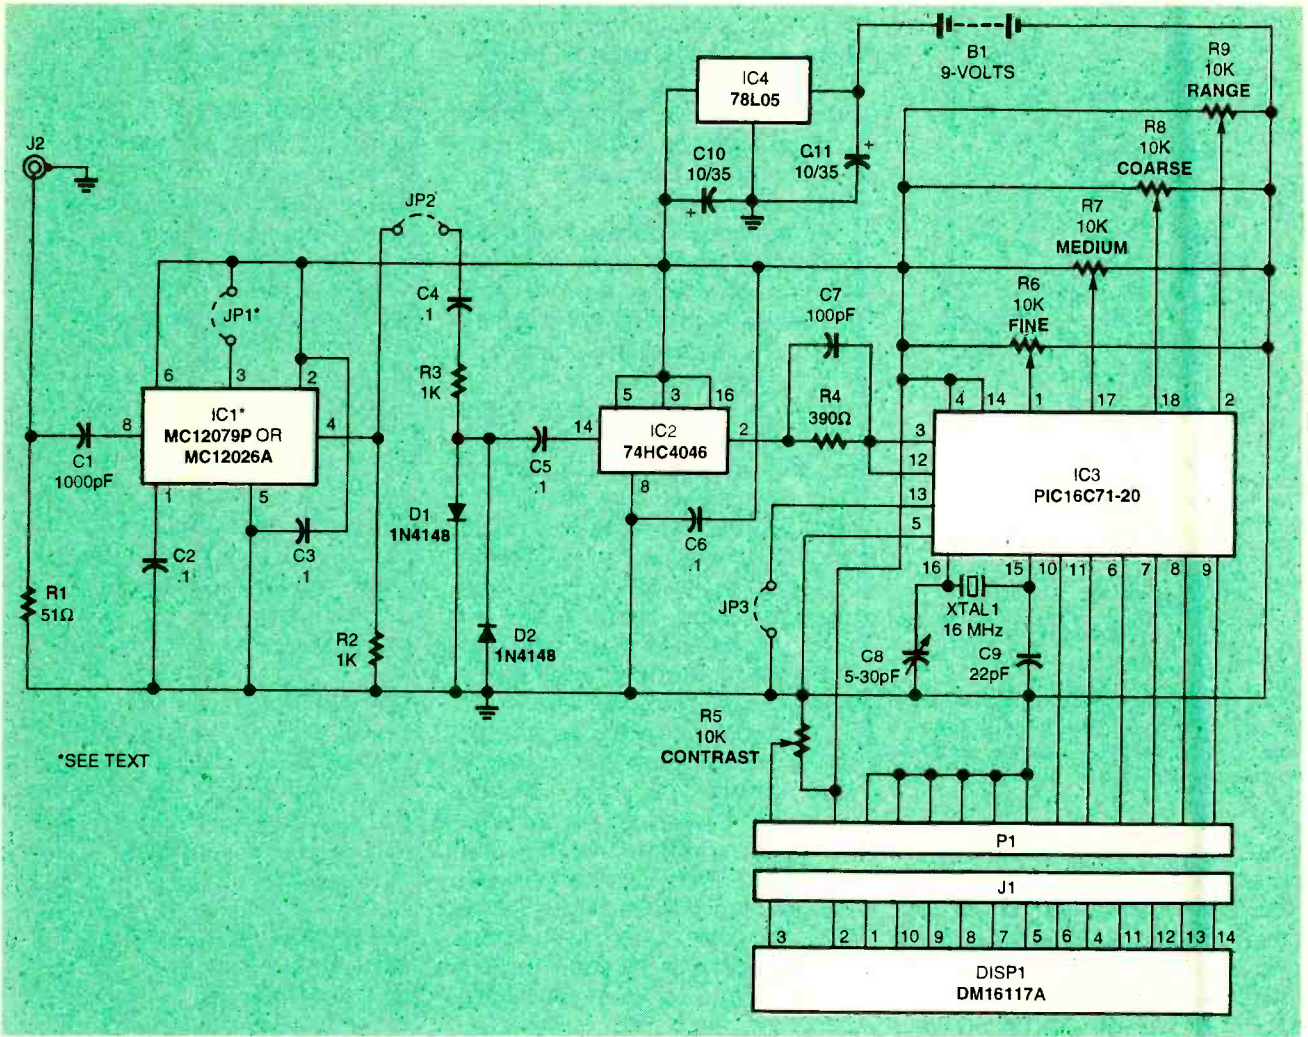 B1
9-VOLTS
R9
10K
RANGE
IC4
78L05
R8
10K
COARSE
J2
C10
10/35
+
C11
10/35
+
JP2
R7
10K
MEDIUM
R6
10K
FINE
C4
.1
C7
100pF
JP1*
6
3
2
R3
1K
5
3
16
R4
390Ω
4
14
1
17
18
2
8
IC1*
MC12079P OR
MC12026A
4
1
5
C1
1000pF
C5
.1
14
IC2
74HC4046
2
8
3
12
13
5
IC3
PIC16C71-20
16
15
10
11
6
7
8
9
D1
1N4148
C2
.1
C3
.1
C6
.1
R1
51Ω
R2
1K
D2
1N4148
JP3
XTAL1
16 MHz
C8
5-30pF
C9
22pF
R5
10K
CONTRAST
*SEE TEXT
P1
J1
3
2
1
10
9
8
7
5
6
4
11
12
13
14
DISP1
DM16117A